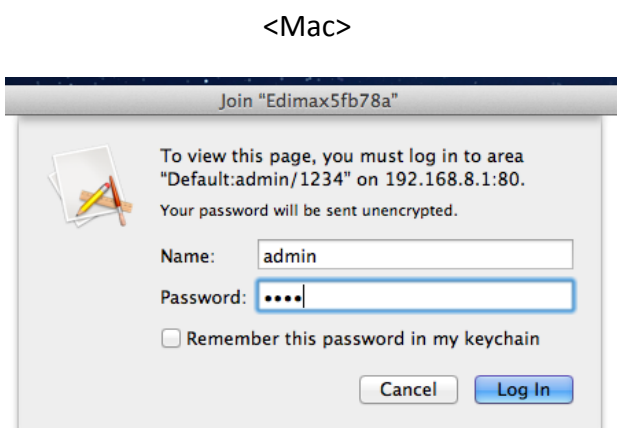 <Mac>
Join “Edimax5fb78a”
To view this page, you must log in to area
“Default:admin/1234” on 192.168.8.1:80.
Your password will be sent unencrypted.
Name: admin
Password: ••••
Remember this password in my keychain
Cancel Log In